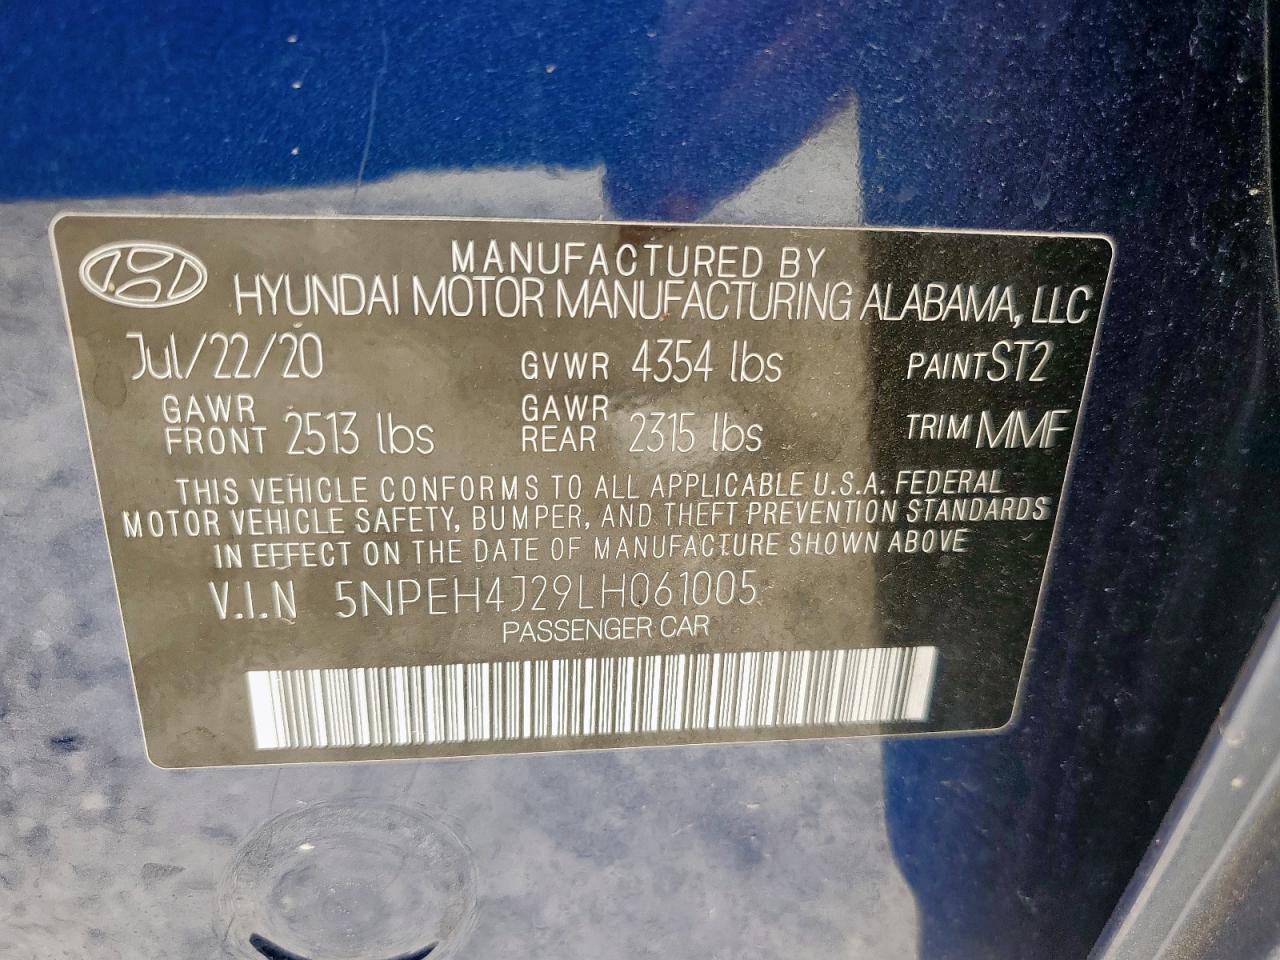 MANUFACTURED BY
HYUNDAI MOTOR MANUFACTURING ALABAMA, LLC
Jul/22/20 GVWR 4354 lbs PAINT ST2
GAWR FRONT 2513 lbs GAWR REAR 2315 lbs TRIM MMF
THIS VEHICLE CONFORMS TO ALL APPLICABLE U.S.A. FEDERAL
MOTOR VEHICLE SAFETY, BUMPER, AND THEFT PREVENTION STANDARDS
IN EFFECT ON THE DATE OF MANUFACTURE SHOWN ABOVE
V.I.N 5NPEH4J29LH061005
PASSENGER CAR